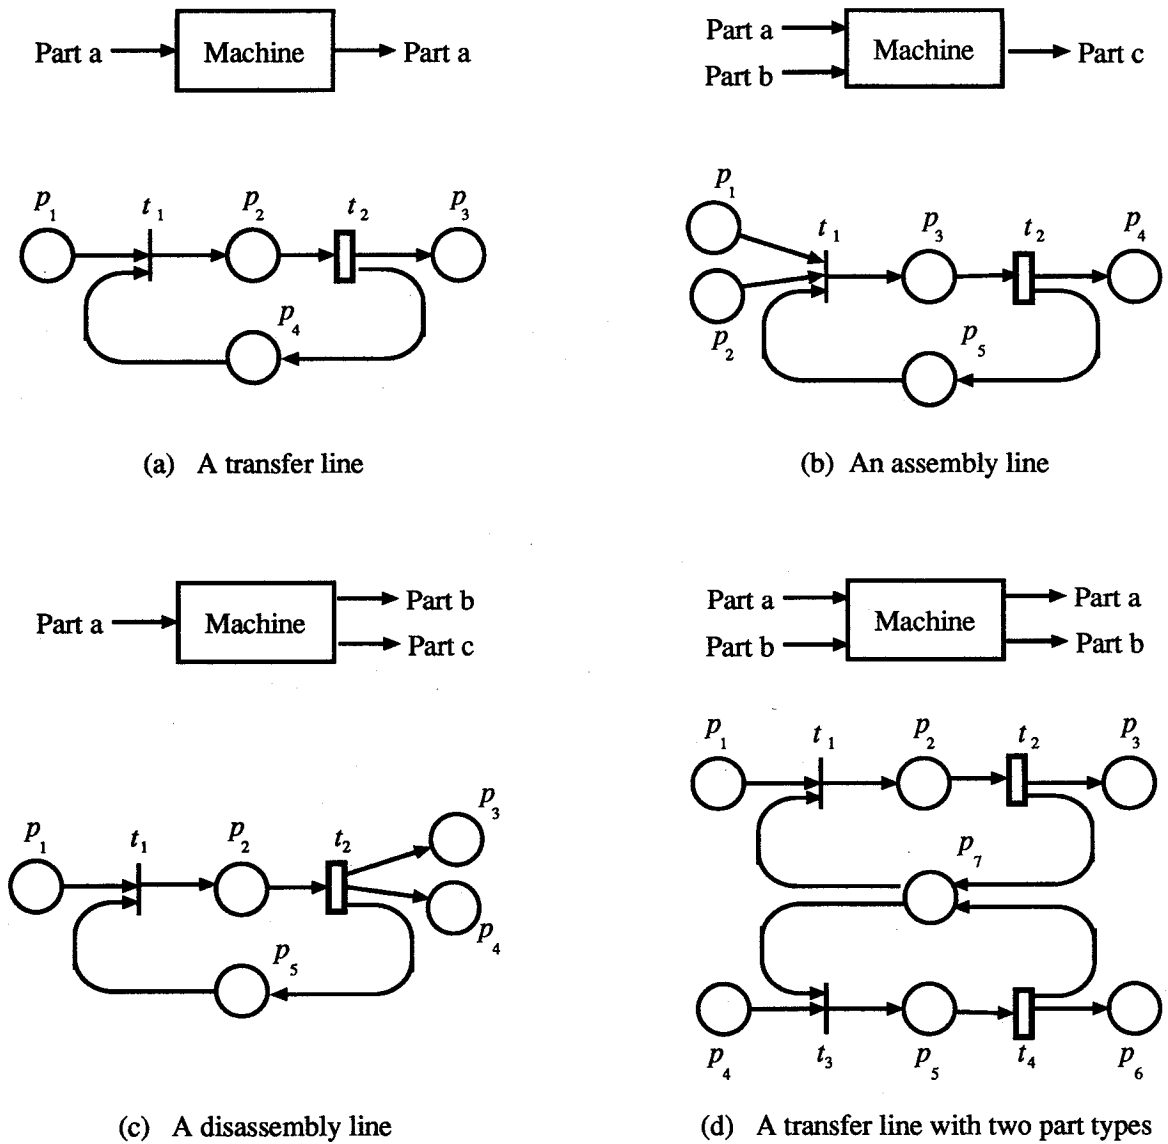 Part a Machine Part a
Part a
Part b
Machine
Part c
p1 t1 p2 t2 p3
p4
(a) A transfer line
p1
t1 p3 t2 p4
p2
p5
(b) An assembly line
Part a
Machine
Part b
Part c
p1 t1 p2 t2 p3
p4
p5
(c) A disassembly line
Part a
Part b
Machine
Part a
Part b
p1 t1 p2 t2 p3
p7
p4 t3 p5 t4 p6
(d) A transfer line with two part types